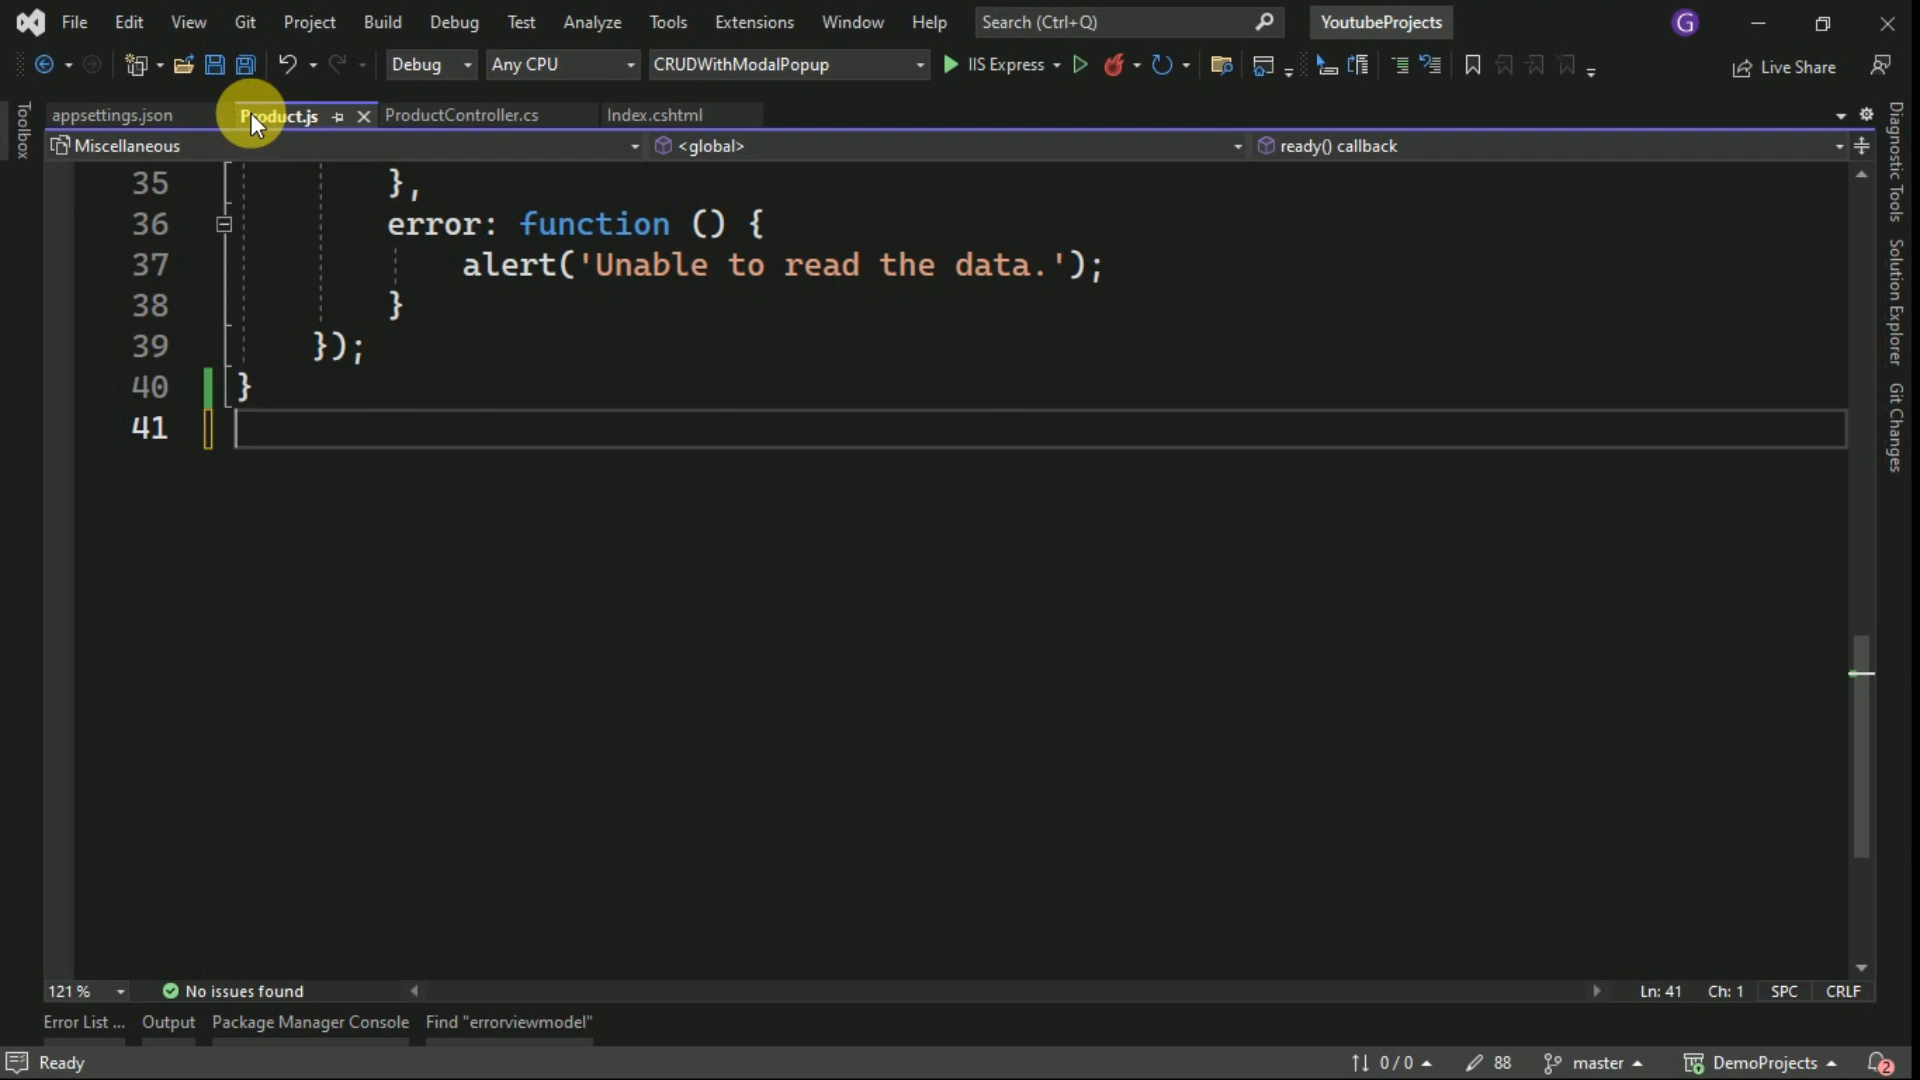 File Edit View Git Project Build Debug Test Analyze Tools Extensions Window Help Search (Ctrl+Q) YoutubeProjects G
Debug Any CPU CRUDWithModalPopup IIS Express Live Share
Toolbox
appsettings.json Product.js ProductController.cs Index.cshtml
Miscellaneous <global> ready() callback
35 },
36 error: function () {
37 alert('Unable to read the data.');
38 }
39 });
40 }
41
Diagnostic Tools
Solution Explorer
Git Changes
121 % No issues found Ln: 41 Ch: 1 SPC CRLF
Error List ... Output Package Manager Console Find "errorviewmodel"
Ready 0 / 0 88 master DemoProjects 2